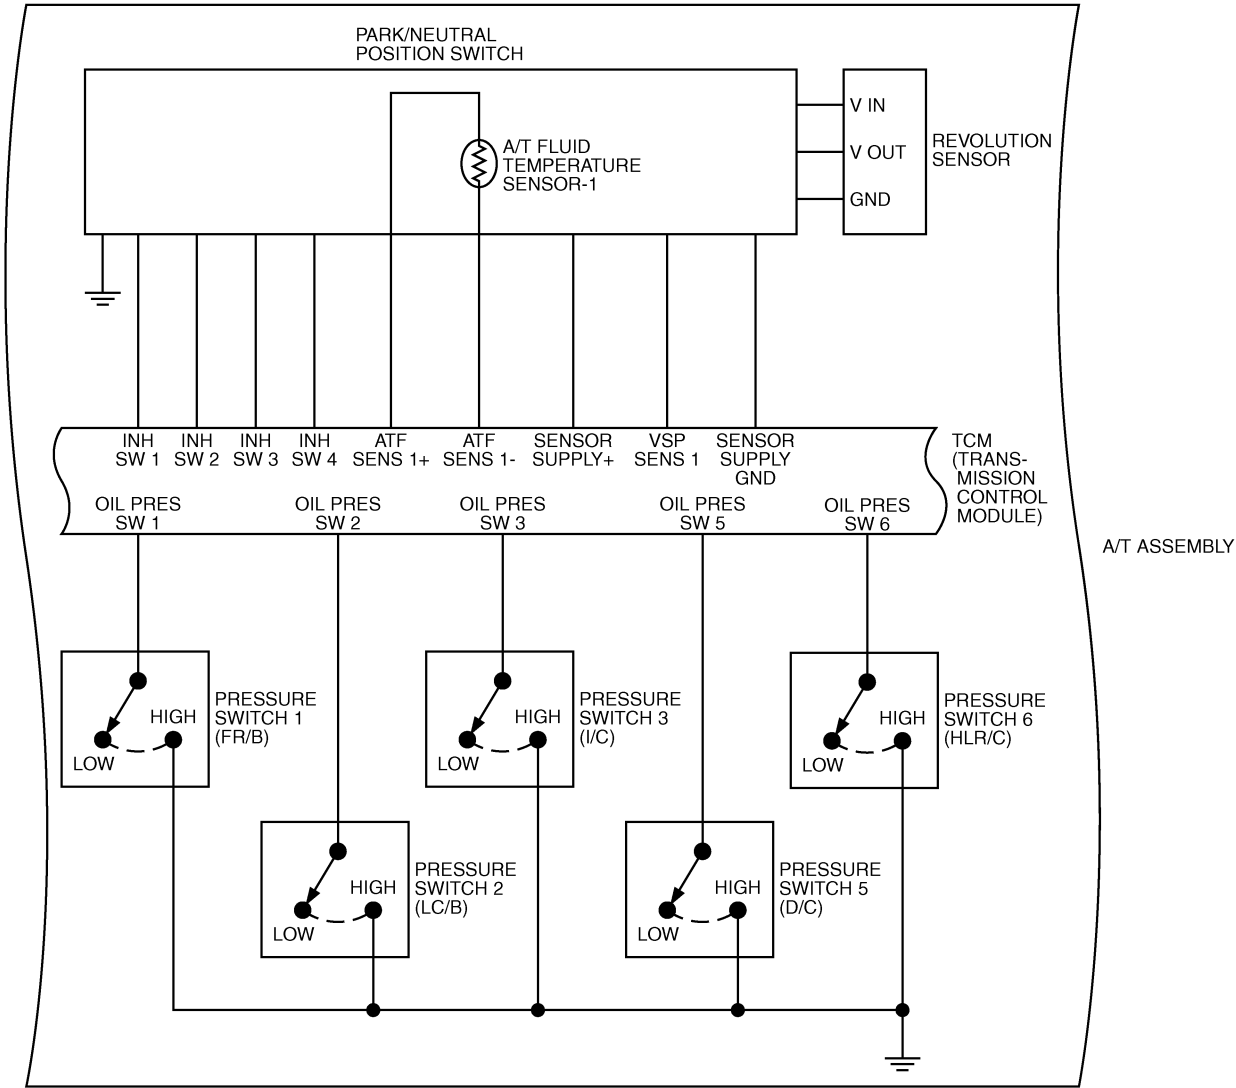 PARK/NEUTRAL
POSITION SWITCH
A/T FLUID
TEMPERATURE
SENSOR-1
V IN
V OUT
GND
REVOLUTION
SENSOR
INH
SW 1
INH
SW 2
INH
SW 3
INH
SW 4
ATF
SENS 1+
ATF
SENS 1-
SENSOR
SUPPLY+
VSP
SENS 1
SENSOR
SUPPLY
GND
TCM
(TRANS-
MISSION
CONTROL
MODULE)
OIL PRES
SW 1
OIL PRES
SW 2
OIL PRES
SW 3
OIL PRES
SW 5
OIL PRES
SW 6
A/T ASSEMBLY
HIGH
LOW
PRESSURE
SWITCH 1
(FR/B)
HIGH
LOW
PRESSURE
SWITCH 3
(I/C)
HIGH
LOW
PRESSURE
SWITCH 6
(HLR/C)
HIGH
LOW
PRESSURE
SWITCH 2
(LC/B)
HIGH
LOW
PRESSURE
SWITCH 5
(D/C)